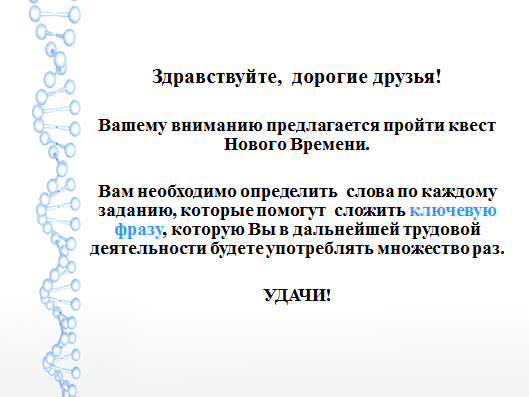 Здравствуйте, дорогие друзья!
Вашему вниманию предлагается пройти квест
Нового Времени.
Вам необходимо определить слова по каждому
заданию, которые помогут сложить ключевую
фразу, которую Вы в дальнейшей трудовой
деятельности будете употреблять множество раз.
УДАЧИ!